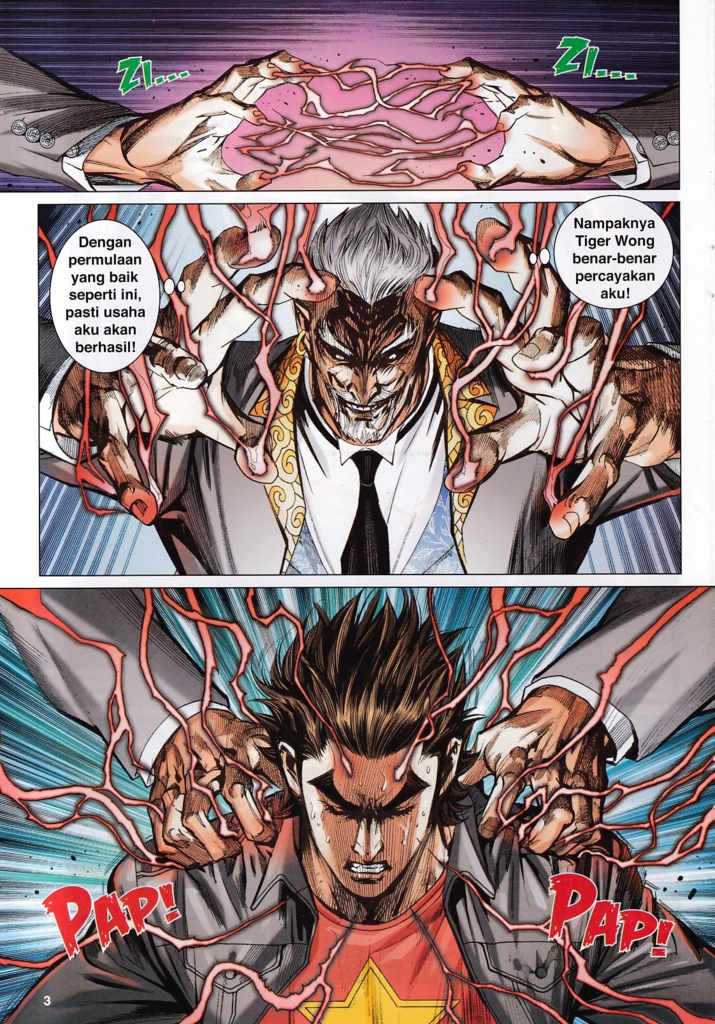 ZI...
ZI...
Dengan
permulaan
yang baik
seperti ini,
pasti usaha
aku akan
berhasil!
Nampaknya
Tiger Wong
benar-benar
percayakan
aku!
PAP!
PAP!
3